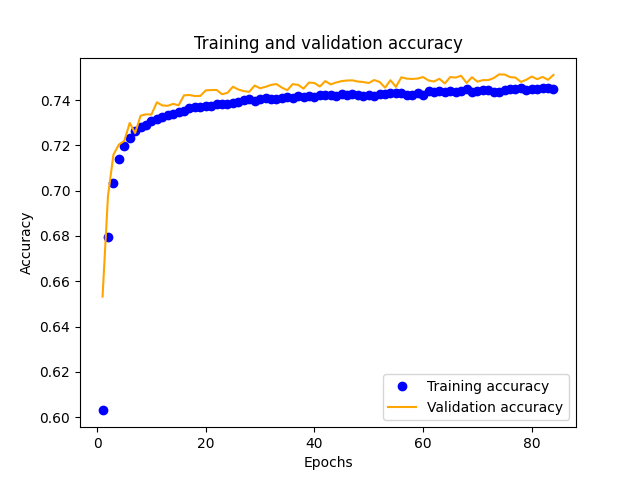 Training and validation accuracy
Accuracy
0.74
0.72
0.70
0.68
0.66
0.64
0.62
0.60
Training accuracy
Validation accuracy
0
20
40
60
80
Epochs